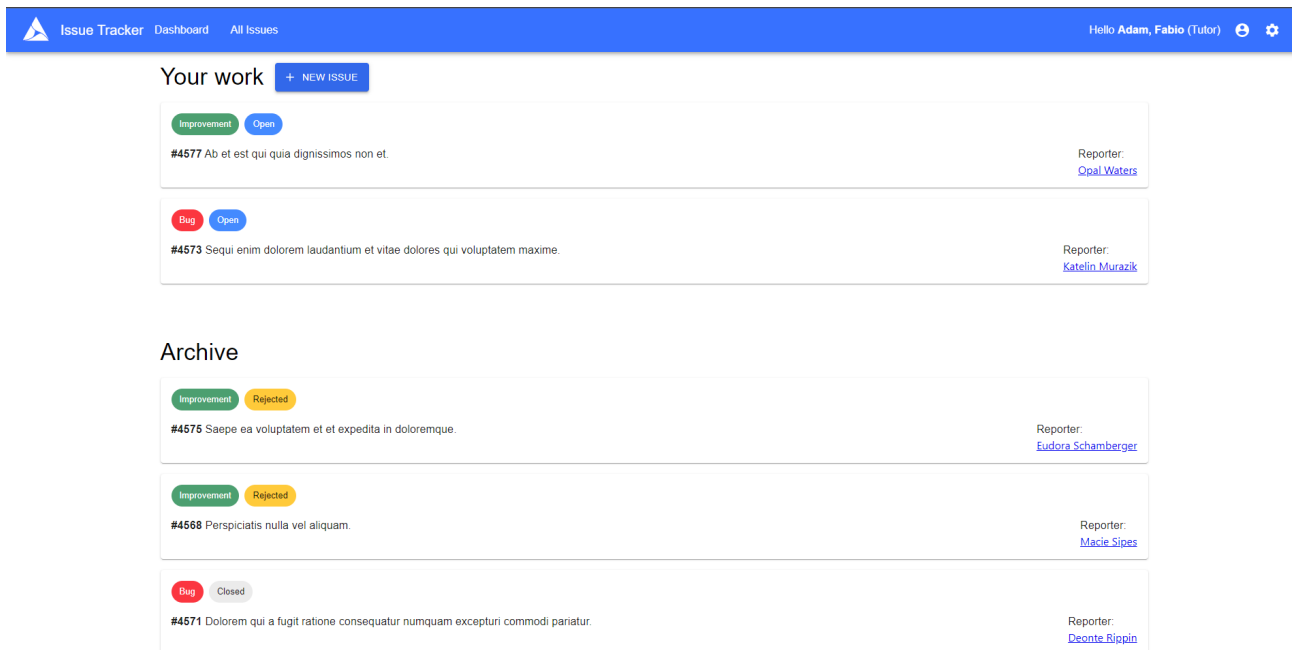 Issue Tracker Dashboard All Issues Hello Adam, Fabio (Tutor)
Your work + NEW ISSUE
Improvement Open
#4577 Ab et est qui quia dignissimos non et. Reporter:
Opal Waters
Bug Open
#4573 Sequi enim dolorem laudantium et vitae dolores qui voluptatem maxime. Reporter:
Katelin Murazik
Archive
Improvement Rejected
#4575 Saepe ea voluptatem et et expedita in doloremque. Reporter:
Eudora Schamberger
Improvement Rejected
#4568 Perspiciatis nulla vel aliquam. Reporter:
Macie Sipes
Bug Closed
#4571 Dolorem qui a fugit ratione consequatur numquam excepturi commodi pariatur. Reporter:
Deonte Rippin